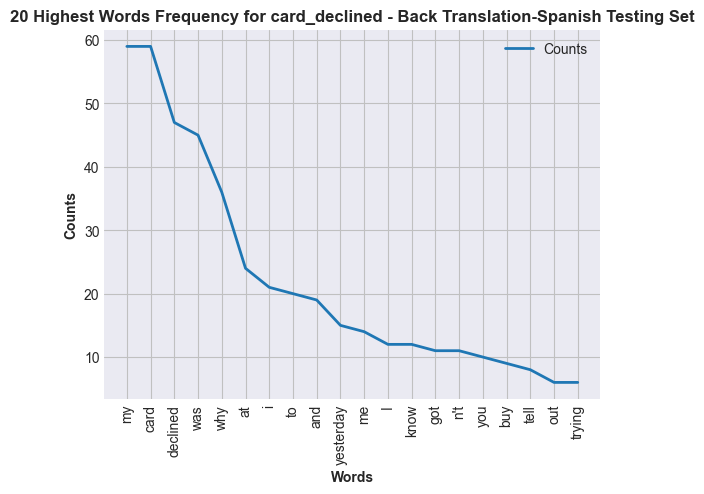 20 Highest Words Frequency for card_declined - Back Translation-Spanish Testing Set
Counts
60
50
40
30
20
10
Counts
my
card
declined
was
why
at
i
to
and
yesterday
me
I
know
got
n't
you
buy
tell
out
trying
Words